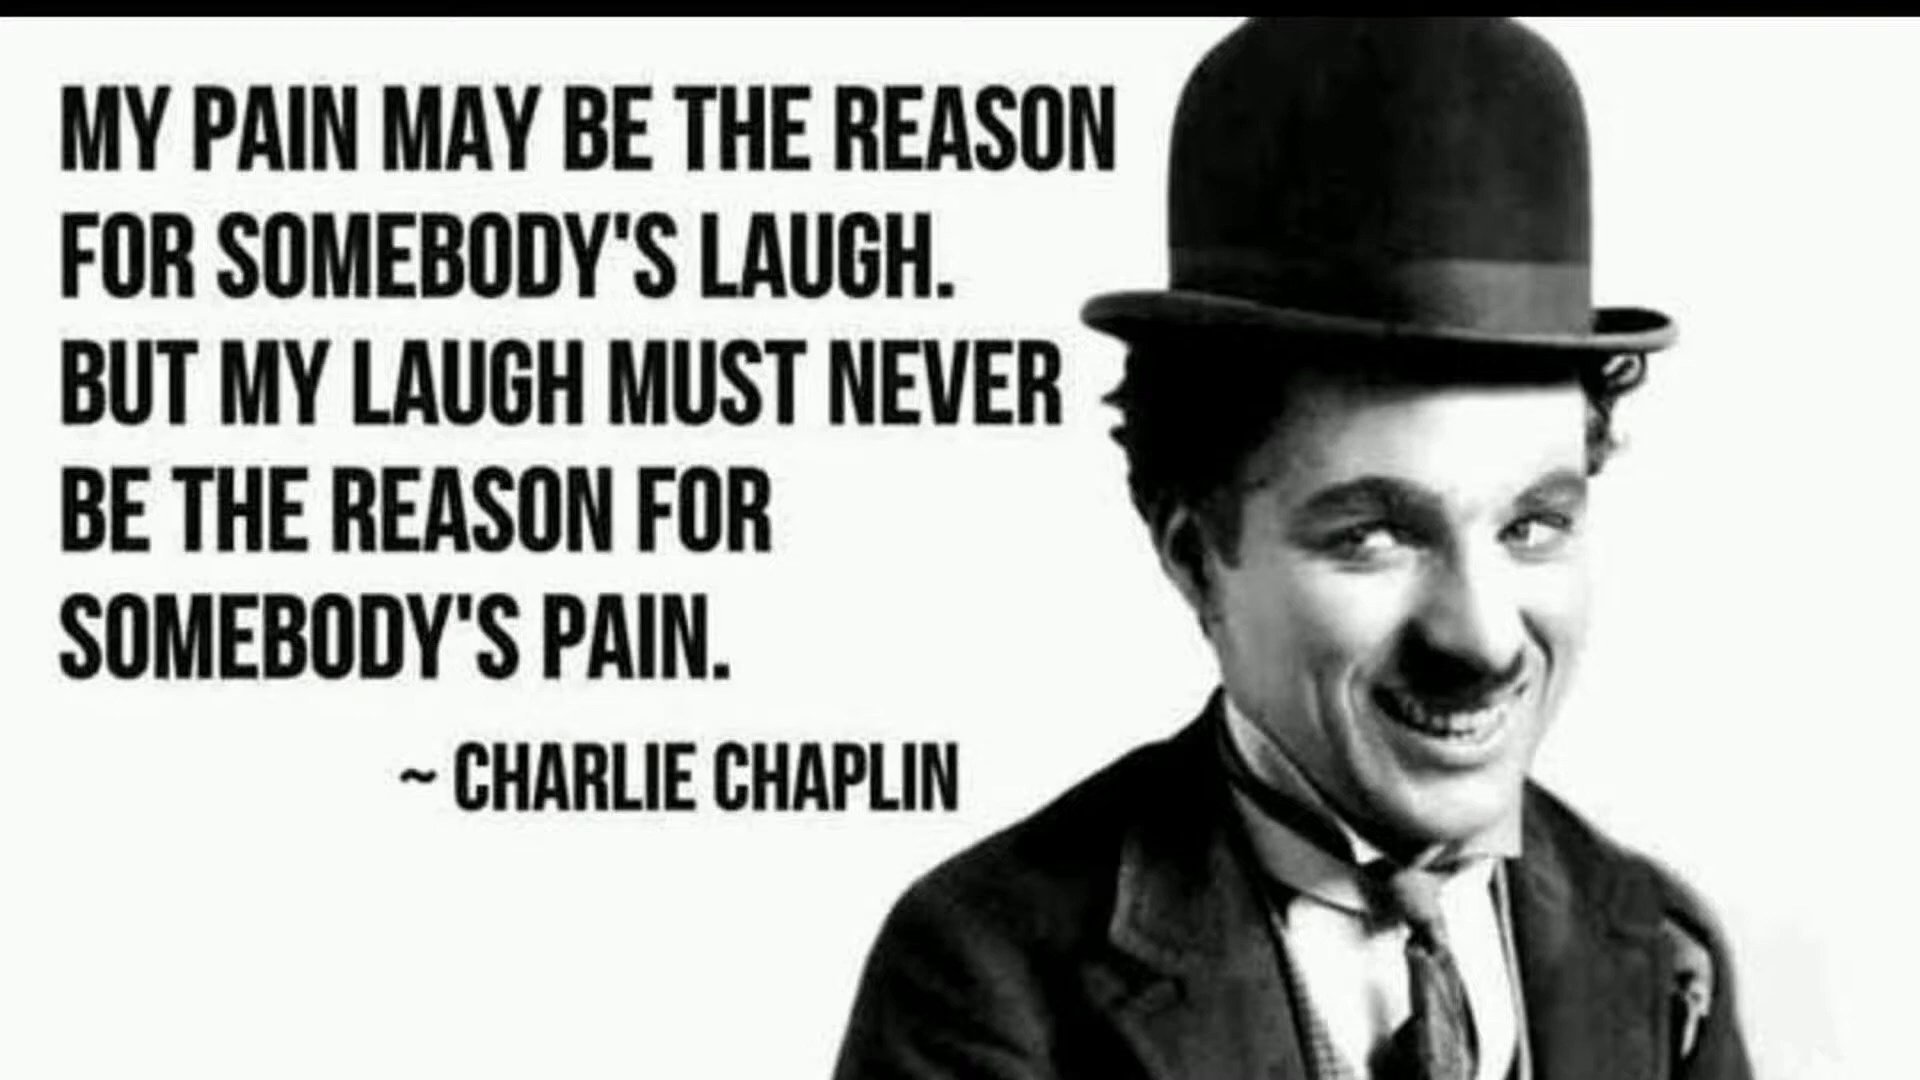 MY PAIN MAY BE THE REASON
FOR SOMEBODY'S LAUGH.
BUT MY LAUGH MUST NEVER
BE THE REASON FOR
SOMEBODY'S PAIN.
~ CHARLIE CHAPLIN